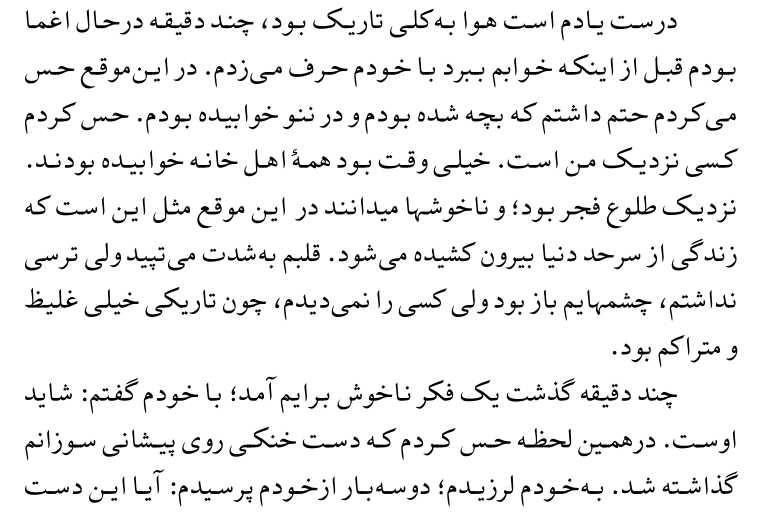 درست یادم است هوا به‌کلی تاریک بود، چند دقیقه درحال اغما
بودم قبل از اینکه خوابم ببرد با خودم حرف می‌زدم. در این‌موقع حس
می‌کردم حتم داشتم که بچه شده بودم و در ننو خوابیده بودم. حس کردم
کسی نزدیک من است. خیلی وقت بود همهٔ اهل خانه خوابیده بودند.
نزدیک طلوع فجر بود؛ و ناخوشها میدانند در این موقع مثل این است که
زندگی از سرحد دنیا بیرون کشیده می‌شود. قلبم به‌شدت می‌تپید ولی ترسی
نداشتم، چشمهایم باز بود ولی کسی را نمی‌دیدم، چون تاریکی خیلی غلیظ
و متراکم بود.
چند دقیقه گذشت یک فکر ناخوش برایم آمد؛ با خودم گفتم: شاید
اوست. درهمین لحظه حس کردم که دست خنکی روی پیشانی سوزانم
گذاشته شد. به‌خودم لرزیدم؛ دوسه‌بار ازخودم پرسیدم: آیا این دست